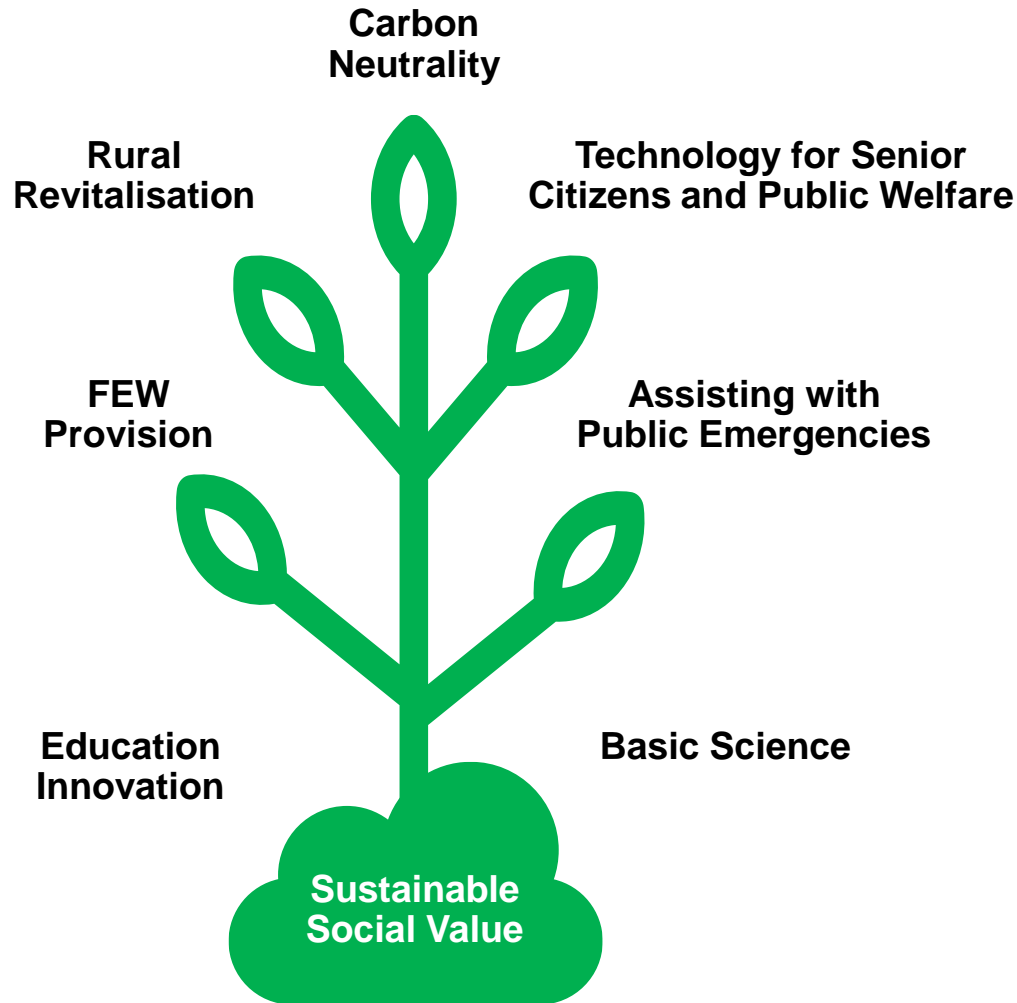 Carbon
Neutrality
Rural
Revitalisation
Technology for Senior
Citizens and Public Welfare
FEW
Provision
Assisting with
Public Emergencies
Education
Innovation
Basic Science
Sustainable
Social Value